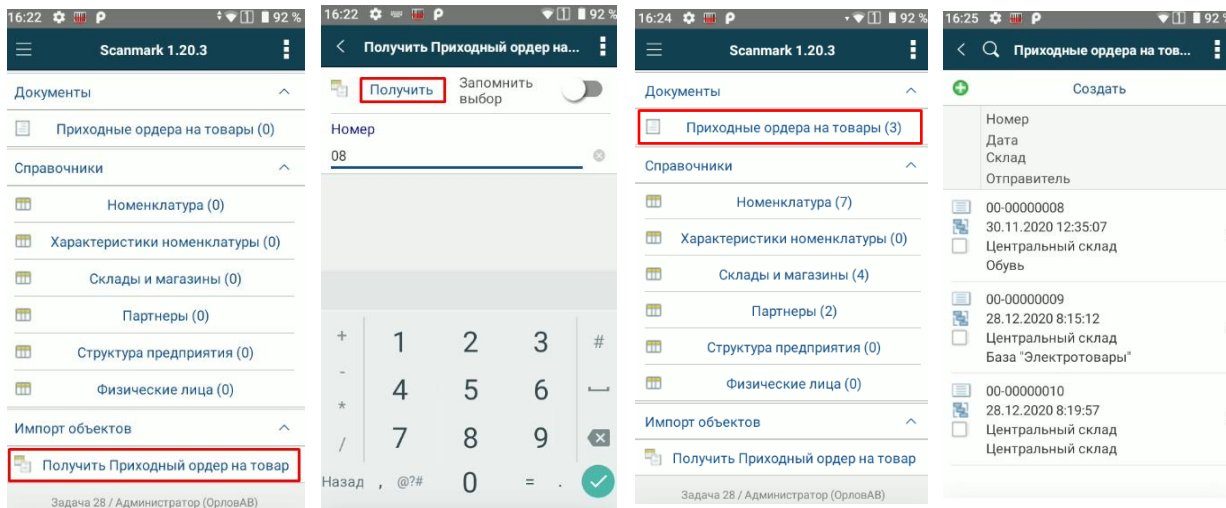 16:22 92 %
Scanmark 1.20.3
Документы
Приходные ордера на товары (0)
Справочники
Номенклатура (0)
Характеристики номенклатуры (0)
Склады и магазины (0)
Партнеры (0)
Структура предприятия (0)
Физические лица (0)
Импорт объектов
Получить Приходный ордер на товар
Задача 28 / Администратор (ОрловАВ)
16:22 92 %
Получить Приходный ордер на...
Получить
Запомнить
выбор
Номер
08
+ 1 2 3 #
-
* 4 5 6
/ 7 8 9
Назад , @?# 0 = .
16:24 92 %
Scanmark 1.20.3
Документы
Приходные ордера на товары (3)
Справочники
Номенклатура (7)
Характеристики номенклатуры (0)
Склады и магазины (4)
Партнеры (2)
Структура предприятия (0)
Физические лица (0)
Импорт объектов
Получить Приходный ордер на товар
Задача 28 / Администратор (ОрловАВ)
16:25 92 %
Приходные ордера на тов...
Создать
Номер
Дата
Склад
Отправитель
00-00000008
30.11.2020 12:35:07
Центральный склад
Обувь
00-00000009
28.12.2020 8:15:12
Центральный склад
База "Электротовары"
00-00000010
28.12.2020 8:19:57
Центральный склад
Центральный склад